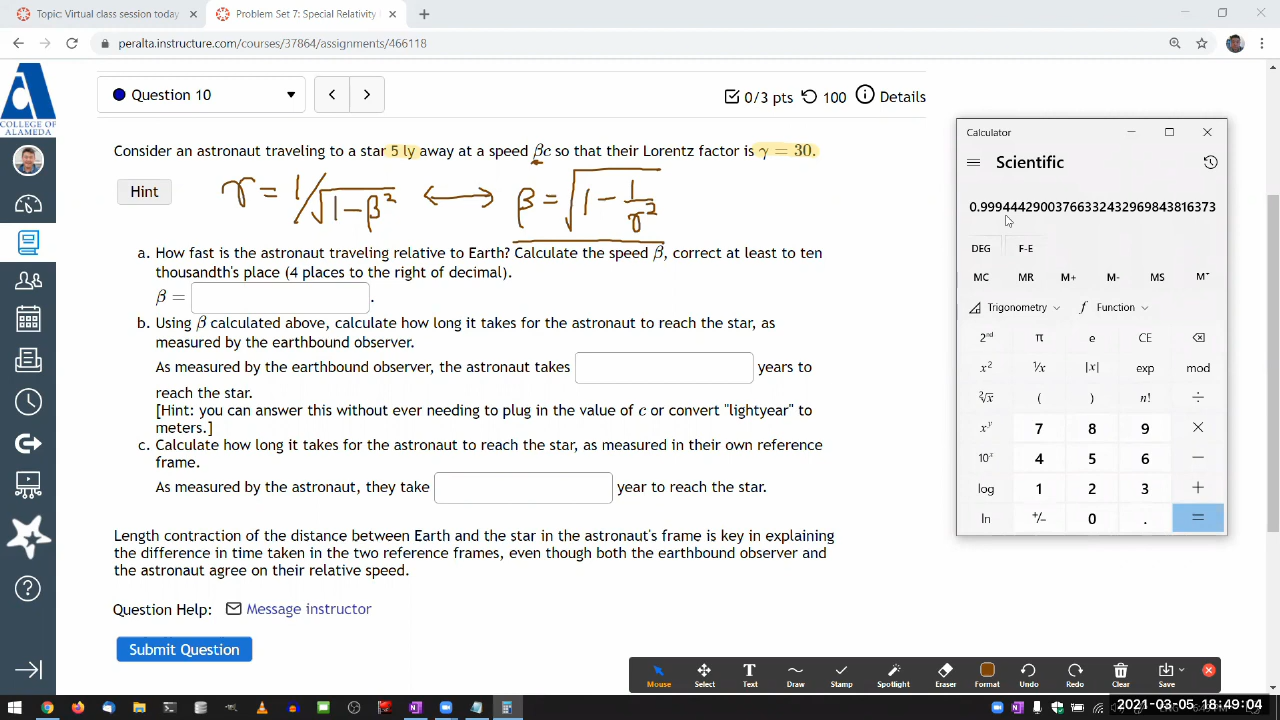 Topic: Virtual class session today
Problem Set 7: Special Relativity
peralta.instructure.com/courses/37864/assignments/466118
COLLEGE OF
ALAMEDA
Question 10
0/3 pts
100
Details
Consider an astronaut traveling to a star 5 ly away at a speed βc so that their Lorentz factor is γ = 30.
Hint
γ = 1/√(1−β²) ⟷ β = √(1 − 1/γ²)
a. How fast is the astronaut traveling relative to Earth? Calculate the speed β, correct at least to ten
thousandth's place (4 places to the right of decimal).
β = .
b. Using β calculated above, calculate how long it takes for the astronaut to reach the star, as
measured by the earthbound observer.
As measured by the earthbound observer, the astronaut takes years to
reach the star.
[Hint: you can answer this without ever needing to plug in the value of c or convert "lightyear" to
meters.]
c. Calculate how long it takes for the astronaut to reach the star, as measured in their own reference
frame.
As measured by the astronaut, they take year to reach the star.
Length contraction of the distance between Earth and the star in the astronaut's frame is key in explaining
the difference in time taken in the two reference frames, even though both the earthbound observer and
the astronaut agree on their relative speed.
Question Help: Message instructor
Submit Question
Calculator
Scientific
0.99944429003766332432969843816373
DEG F-E
MC MR M+ M- MS M˅
Trigonometry f Function
2ⁿᵈ π e CE
x² ¹/x |x| exp mod
²√x ( ) n! ÷
xʸ 7 8 9 ×
10ˣ 4 5 6 −
log 1 2 3 +
ln +/− 0 . =
Mouse Select Text Draw Stamp Spotlight Eraser Format Undo Redo Clear Save
2021-03-05 18:49:04